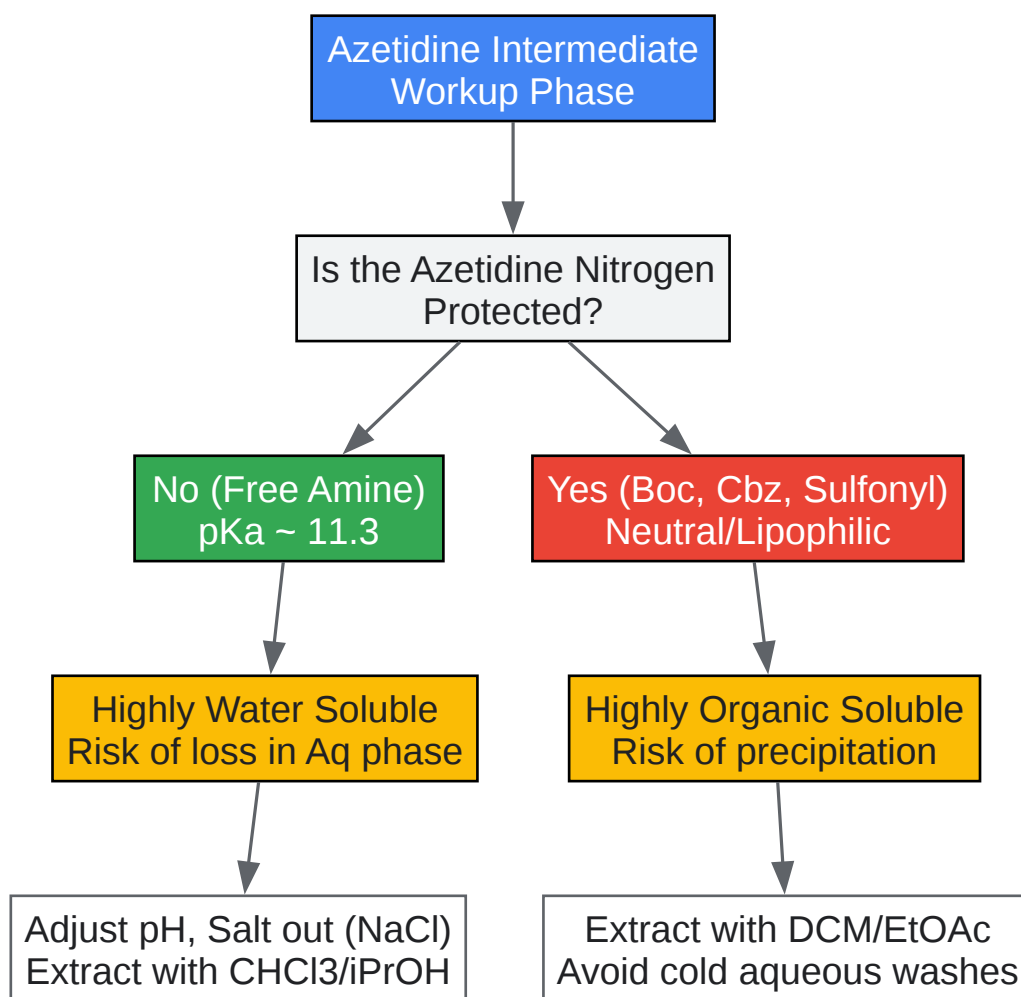 Azetidine Intermediate
Workup Phase
Is the Azetidine Nitrogen
Protected?
No (Free Amine)
pKa ~ 11.3
Yes (Boc, Cbz, Sulfonyl)
Neutral/Lipophilic
Highly Water Soluble
Risk of loss in Aq phase
Highly Organic Soluble
Risk of precipitation
Adjust pH, Salt out (NaCl)
Extract with CHCl3/iPrOH
Extract with DCM/EtOAc
Avoid cold aqueous washes